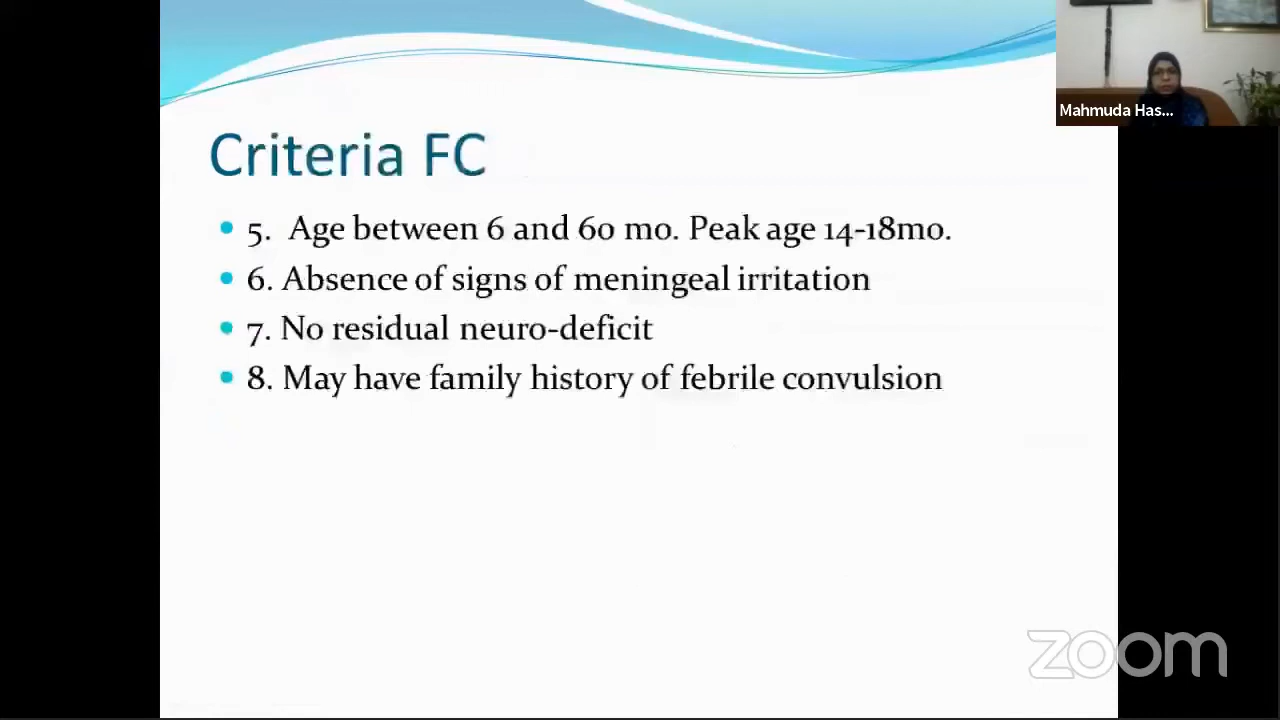 Mahmuda Has...
Criteria FC
• 5. Age between 6 and 60 mo. Peak age 14-18mo.
• 6. Absence of signs of meningeal irritation
• 7. No residual neuro-deficit
• 8. May have family history of febrile convulsion
zoom